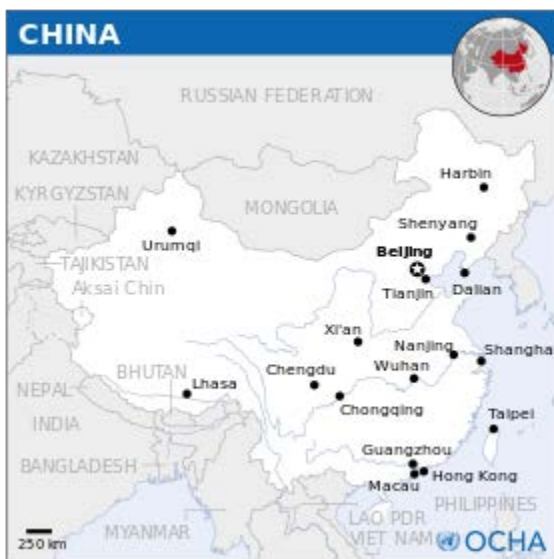 CHINA
RUSSIAN FEDERATION
KAZAKHSTAN
Harbin
KYRGYZSTAN
MONGOLIA
Shenyang
Urumqi
Beijing
TAJIKISTAN
Tianjin
Dalian
Aksai Chin
Xi'an
Nanjing
Shangha
BHUTAN
Chengdu
Wuhan
NEPAL
Lhasa
Chongqing
Taipei
INDIA
Guangzhou
BANGLADESH
Hong Kong
Macau
PHILIPPINES
LAO PDR
MYANMAR
VIET NAM
250 km
OCHA